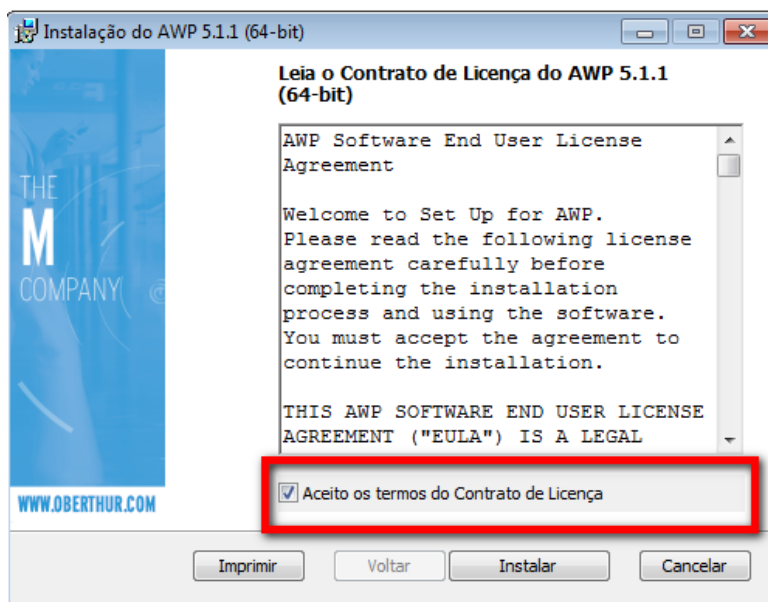 Instalação do AWP 5.1.1 (64-bit)
Leia o Contrato de Licença do AWP 5.1.1
(64-bit)
AWP Software End User License
Agreement
Welcome to Set Up for AWP.
Please read the following license
agreement carefully before
completing the installation
process and using the software.
You must accept the agreement to
continue the installation.
THIS AWP SOFTWARE END USER LICENSE
AGREEMENT ("EULA") IS A LEGAL
THE
M
COMPANY
WWW.OBERTHUR.COM
Aceito os termos do Contrato de Licença
Imprimir
Voltar
Instalar
Cancelar